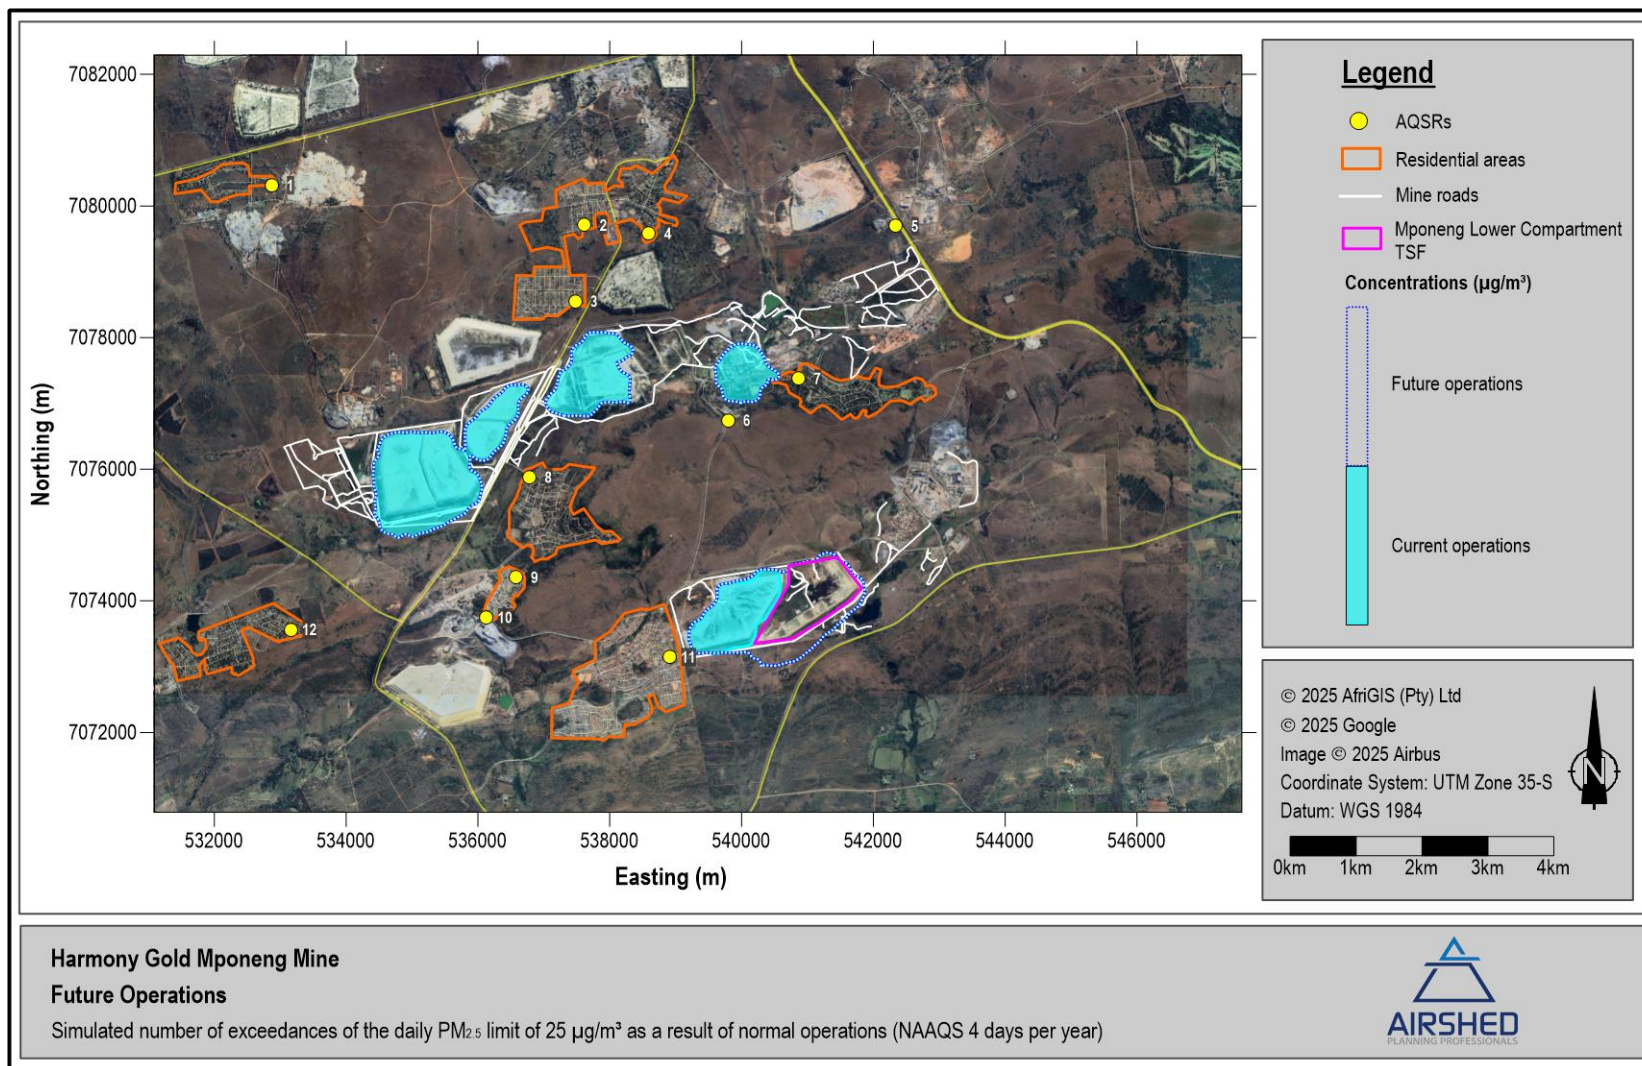 7082000
7080000
7078000
7076000
7074000
7072000
Northing (m)
532000 534000 536000 538000 540000 542000 544000 546000
Easting (m)
1
2
4
5
3
7
6
8
9
10
12
11
Legend
AQSRs
Residential areas
Mine roads
Mponeng Lower Compartment
TSF
Concentrations (µg/m³)
Future operations
Current operations
© 2025 AfriGIS (Pty) Ltd
© 2025 Google
Image © 2025 Airbus
Coordinate System: UTM Zone 35-S
Datum: WGS 1984
N
0km 1km 2km 3km 4km
Harmony Gold Mponeng Mine
Future Operations
Simulated number of exceedances of the daily PM2.5 limit of 25 µg/m³ as a result of normal operations (NAAQS 4 days per year)
AIRSHED
PLANNING PROFESSIONALS